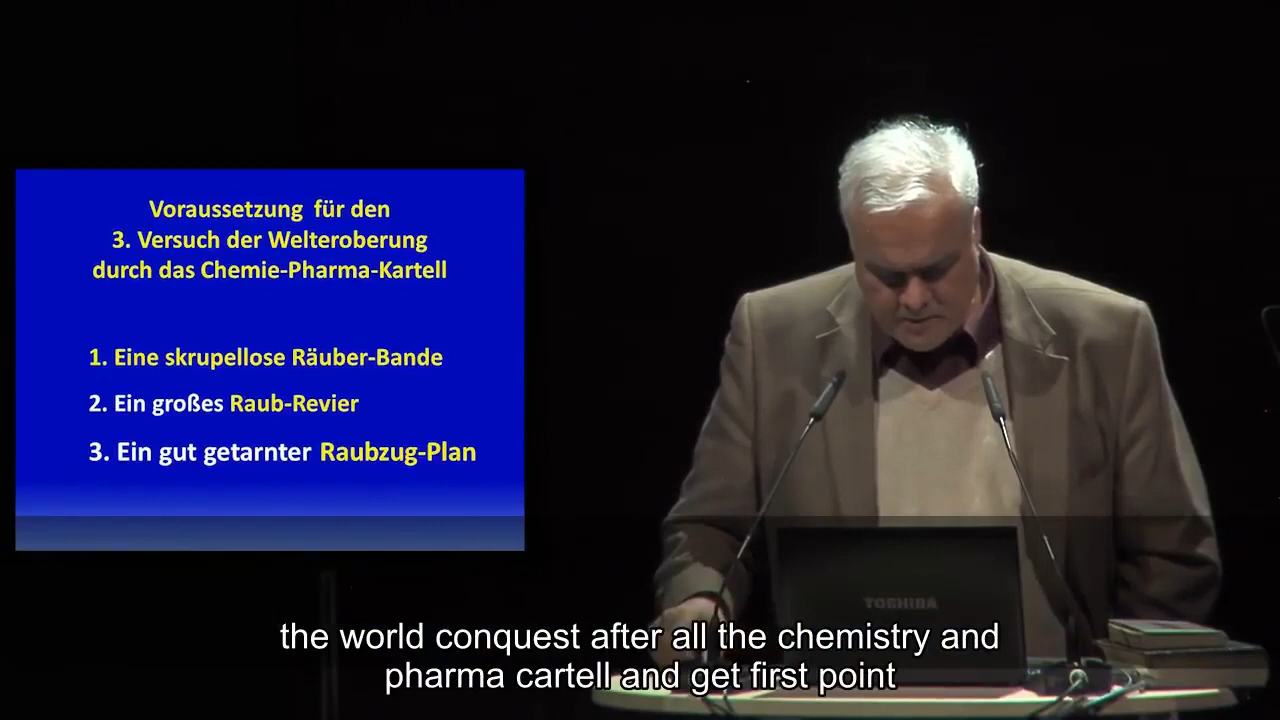 Voraussetzung für den
3. Versuch der Welteroberung
durch das Chemie-Pharma-Kartell
1. Eine skrupellose Räuber-Bande
2. Ein großes Raub-Revier
3. Ein gut getarnter Raubzug-Plan
TOSHIBA
the world conquest after all the chemistry and
pharma cartell and get first point